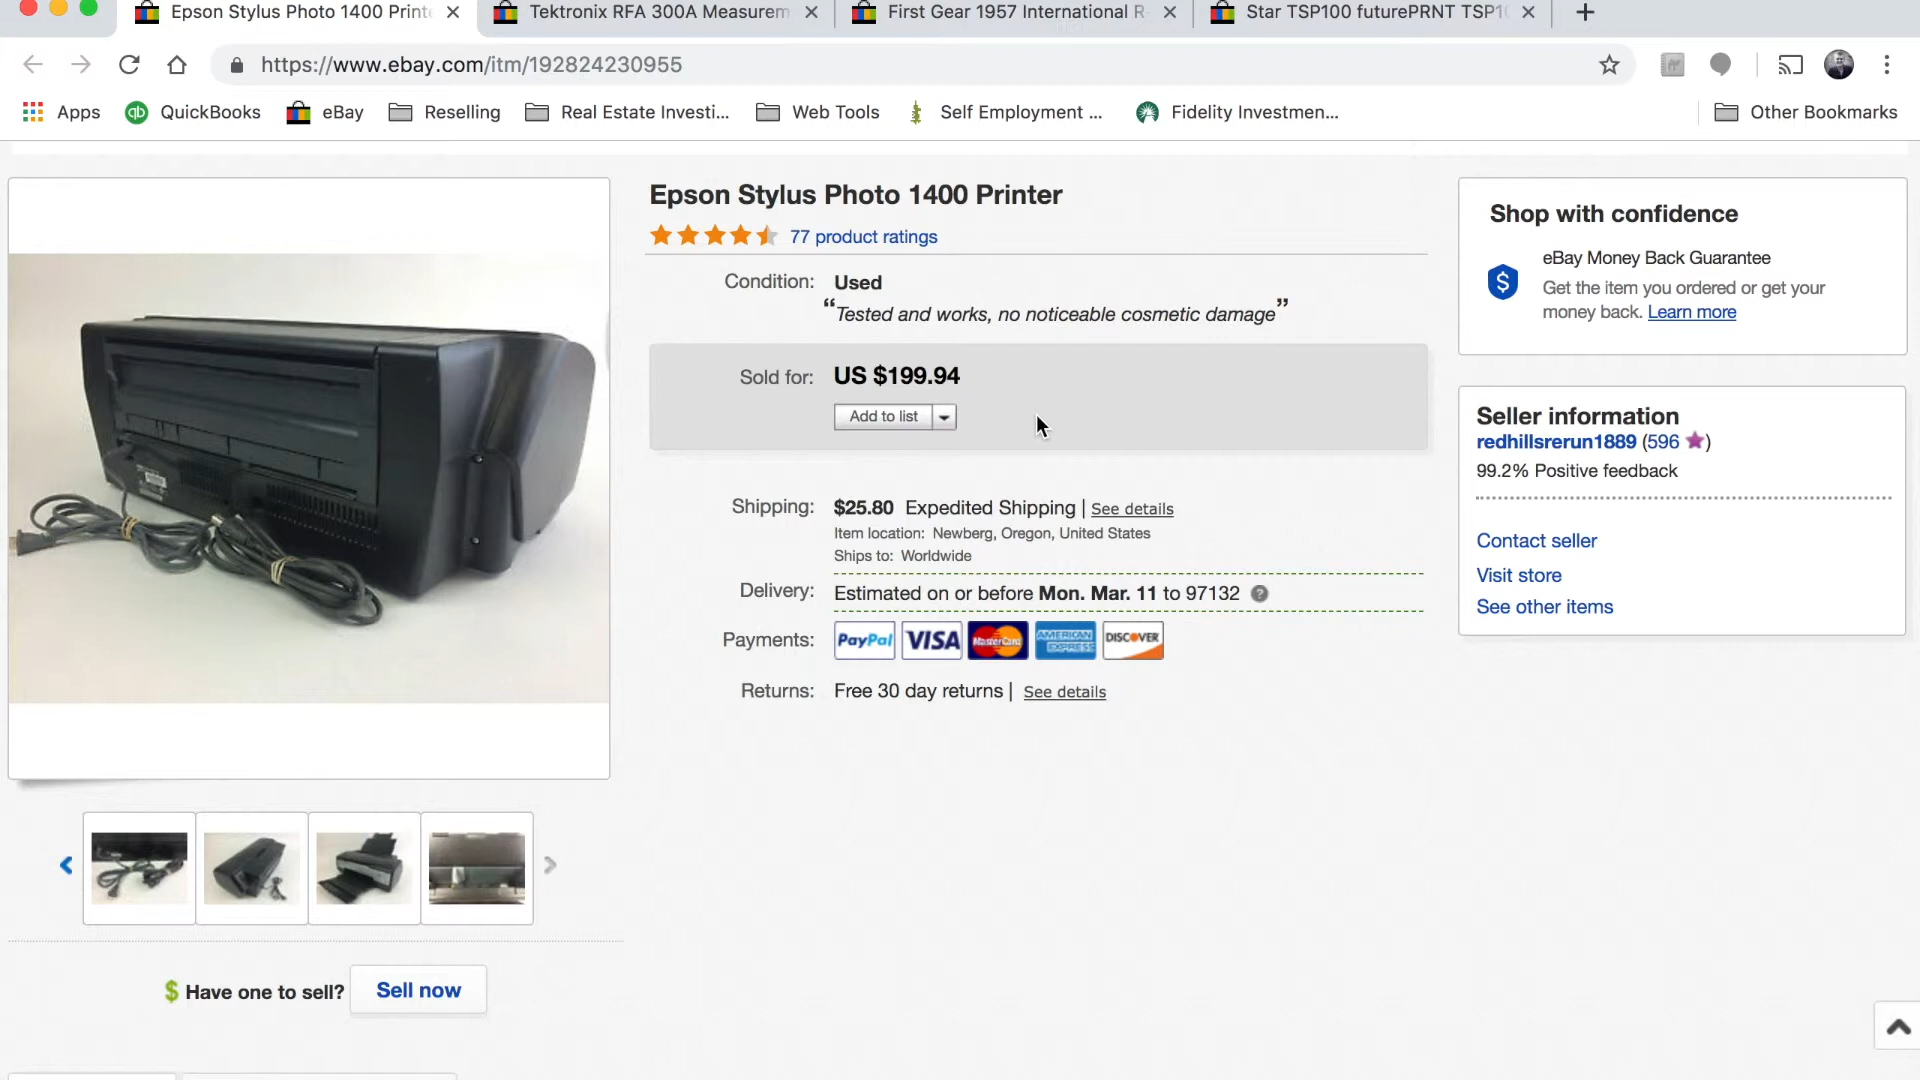 Epson Stylus Photo 1400 Printe
Tektronix RFA 300A Measurem
First Gear 1957 International R-
Star TSP100 futurePRNT TSP10
https://www.ebay.com/itm/192824230955
Apps
QuickBooks
eBay
Reselling
Real Estate Investi...
Web Tools
Self Employment ...
Fidelity Investmen...
Other Bookmarks
Epson Stylus Photo 1400 Printer
77 product ratings
Condition: Used
“Tested and works, no noticeable cosmetic damage”
Sold for: US $199.94
Add to list
Shipping: $25.80 Expedited Shipping | See details
Item location: Newberg, Oregon, United States
Ships to: Worldwide
Delivery: Estimated on or before Mon. Mar. 11 to 97132
Payments: PayPal VISA MasterCard AMERICAN EXPRESS DISCOVER
Returns: Free 30 day returns | See details
Shop with confidence
eBay Money Back Guarantee
Get the item you ordered or get your
money back. Learn more
Seller information
redhillsrerun1889 (596)
99.2% Positive feedback
Contact seller
Visit store
See other items
$ Have one to sell? Sell now